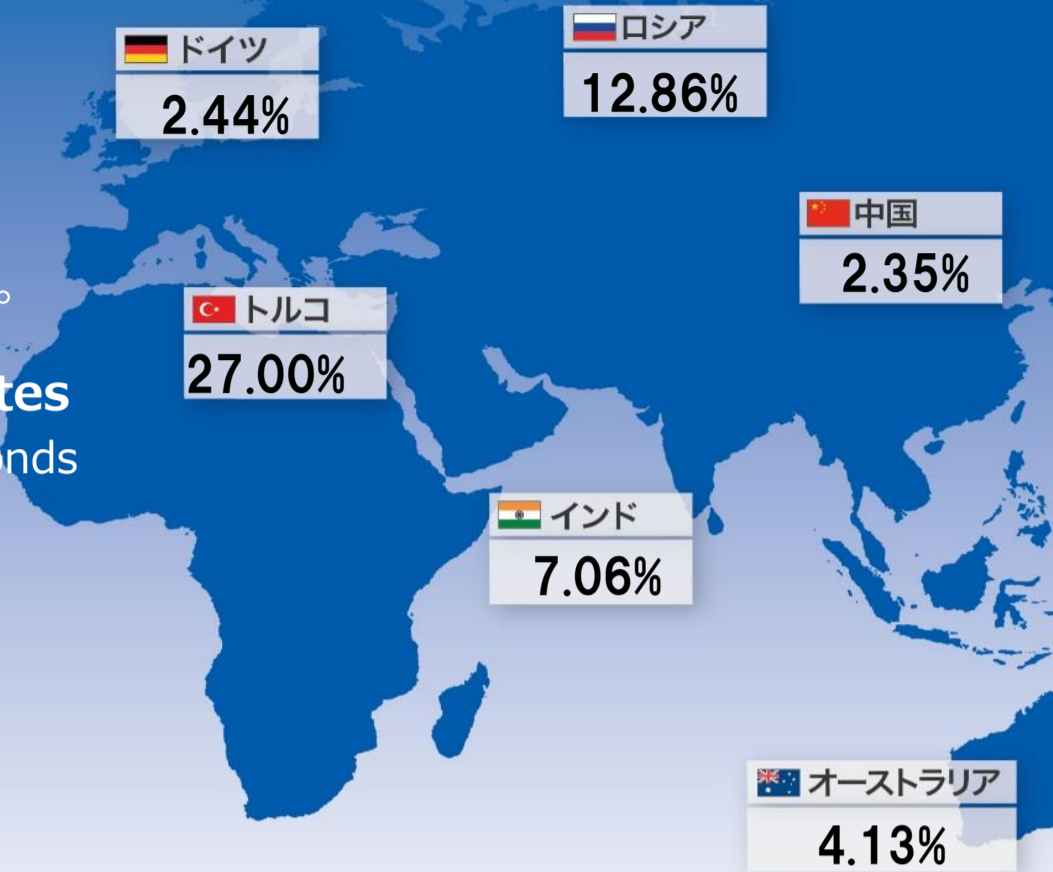 ドイツ
2.44%
ロシア
12.86%
中国
2.35%
。
トルコ
27.00%
tes
onds
インド
7.06%
オーストラリア
4.13%